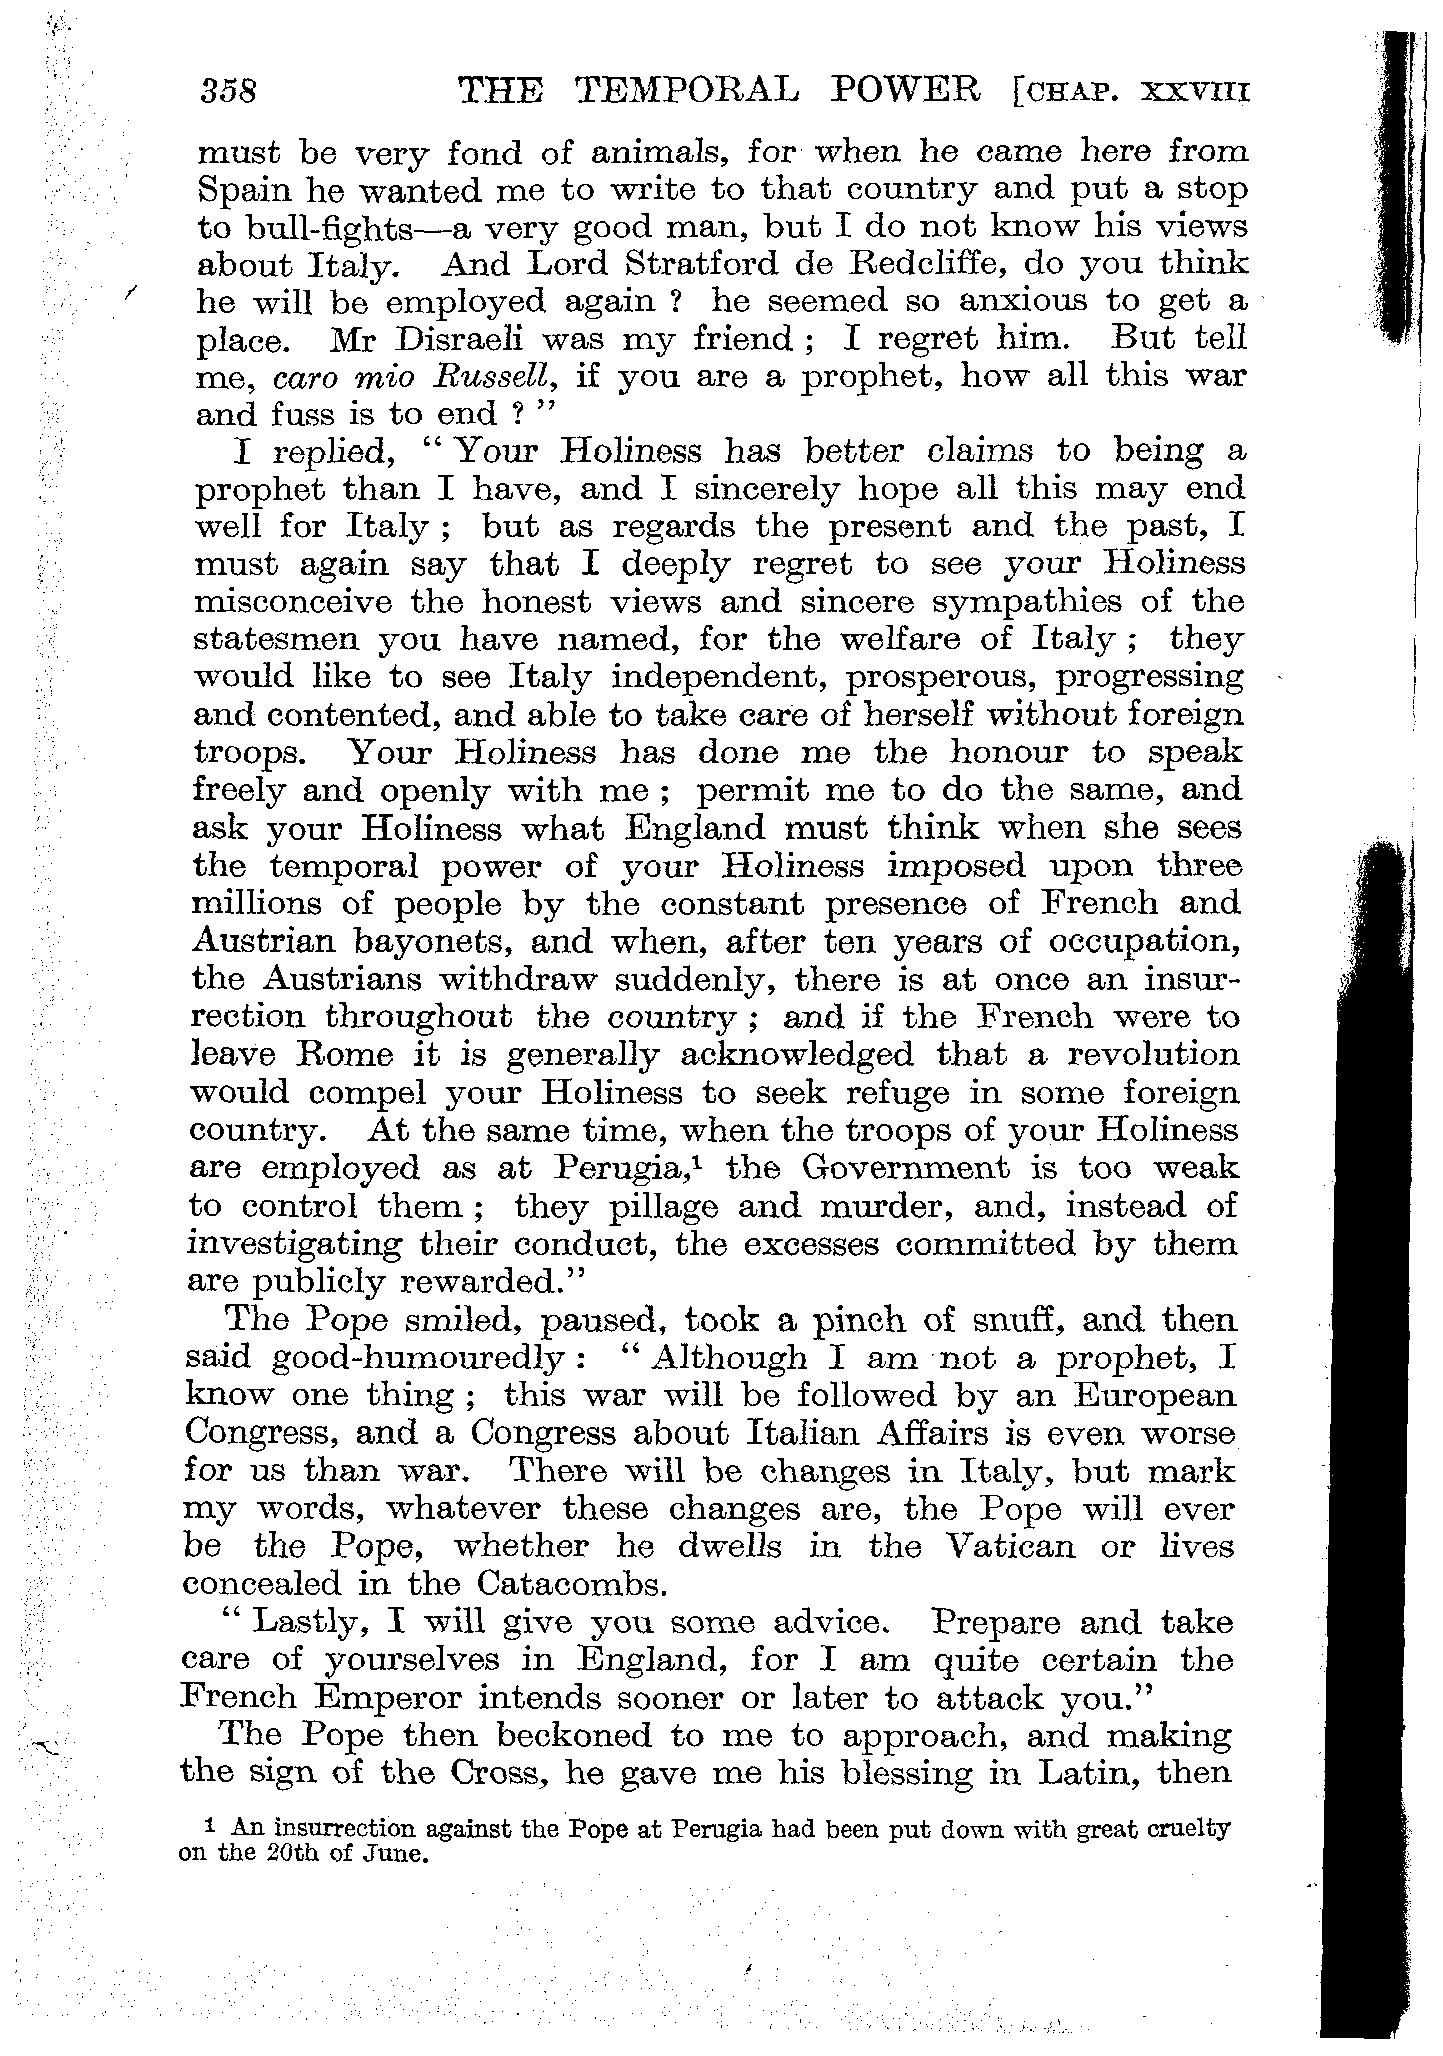 358 THE TEMPORAL POWER [CHAP. XXVIII
must be very fond of animals, for when he came here from
Spain he wanted me to write to that country and put a stop
to bull-fights—a very good man, but I do not know his views
about Italy. And Lord Stratford de Redcliffe, do you think
he will be employed again ? he seemed so anxious to get a
place. Mr Disraeli was my friend ; I regret him. But tell
me, caro mio Russell, if you are a prophet, how all this war
and fuss is to end ? ”
I replied, “ Your Holiness has better claims to being a
prophet than I have, and I sincerely hope all this may end
well for Italy ; but as regards the present and the past, I
must again say that I deeply regret to see your Holiness
misconceive the honest views and sincere sympathies of the
statesmen you have named, for the welfare of Italy ; they
would like to see Italy independent, prosperous, progressing
and contented, and able to take care of herself without foreign
troops. Your Holiness has done me the honour to speak
freely and openly with me ; permit me to do the same, and
ask your Holiness what England must think when she sees
the temporal power of your Holiness imposed upon three
millions of people by the constant presence of French and
Austrian bayonets, and when, after ten years of occupation,
the Austrians withdraw suddenly, there is at once an insur-
rection throughout the country ; and if the French were to
leave Rome it is generally acknowledged that a revolution
would compel your Holiness to seek refuge in some foreign
country. At the same time, when the troops of your Holiness
are employed as at Perugia,¹ the Government is too weak
to control them ; they pillage and murder, and, instead of
investigating their conduct, the excesses committed by them
are publicly rewarded.”
The Pope smiled, paused, took a pinch of snuff, and then
said good-humouredly : “ Although I am not a prophet, I
know one thing ; this war will be followed by an European
Congress, and a Congress about Italian Affairs is even worse
for us than war. There will be changes in Italy, but mark
my words, whatever these changes are, the Pope will ever
be the Pope, whether he dwells in the Vatican or lives
concealed in the Catacombs.
“ Lastly, I will give you some advice. Prepare and take
care of yourselves in England, for I am quite certain the
French Emperor intends sooner or later to attack you.”
The Pope then beckoned to me to approach, and making
the sign of the Cross, he gave me his blessing in Latin, then
1 An insurrection against the Pope at Perugia had been put down with great cruelty
on the 20th of June.